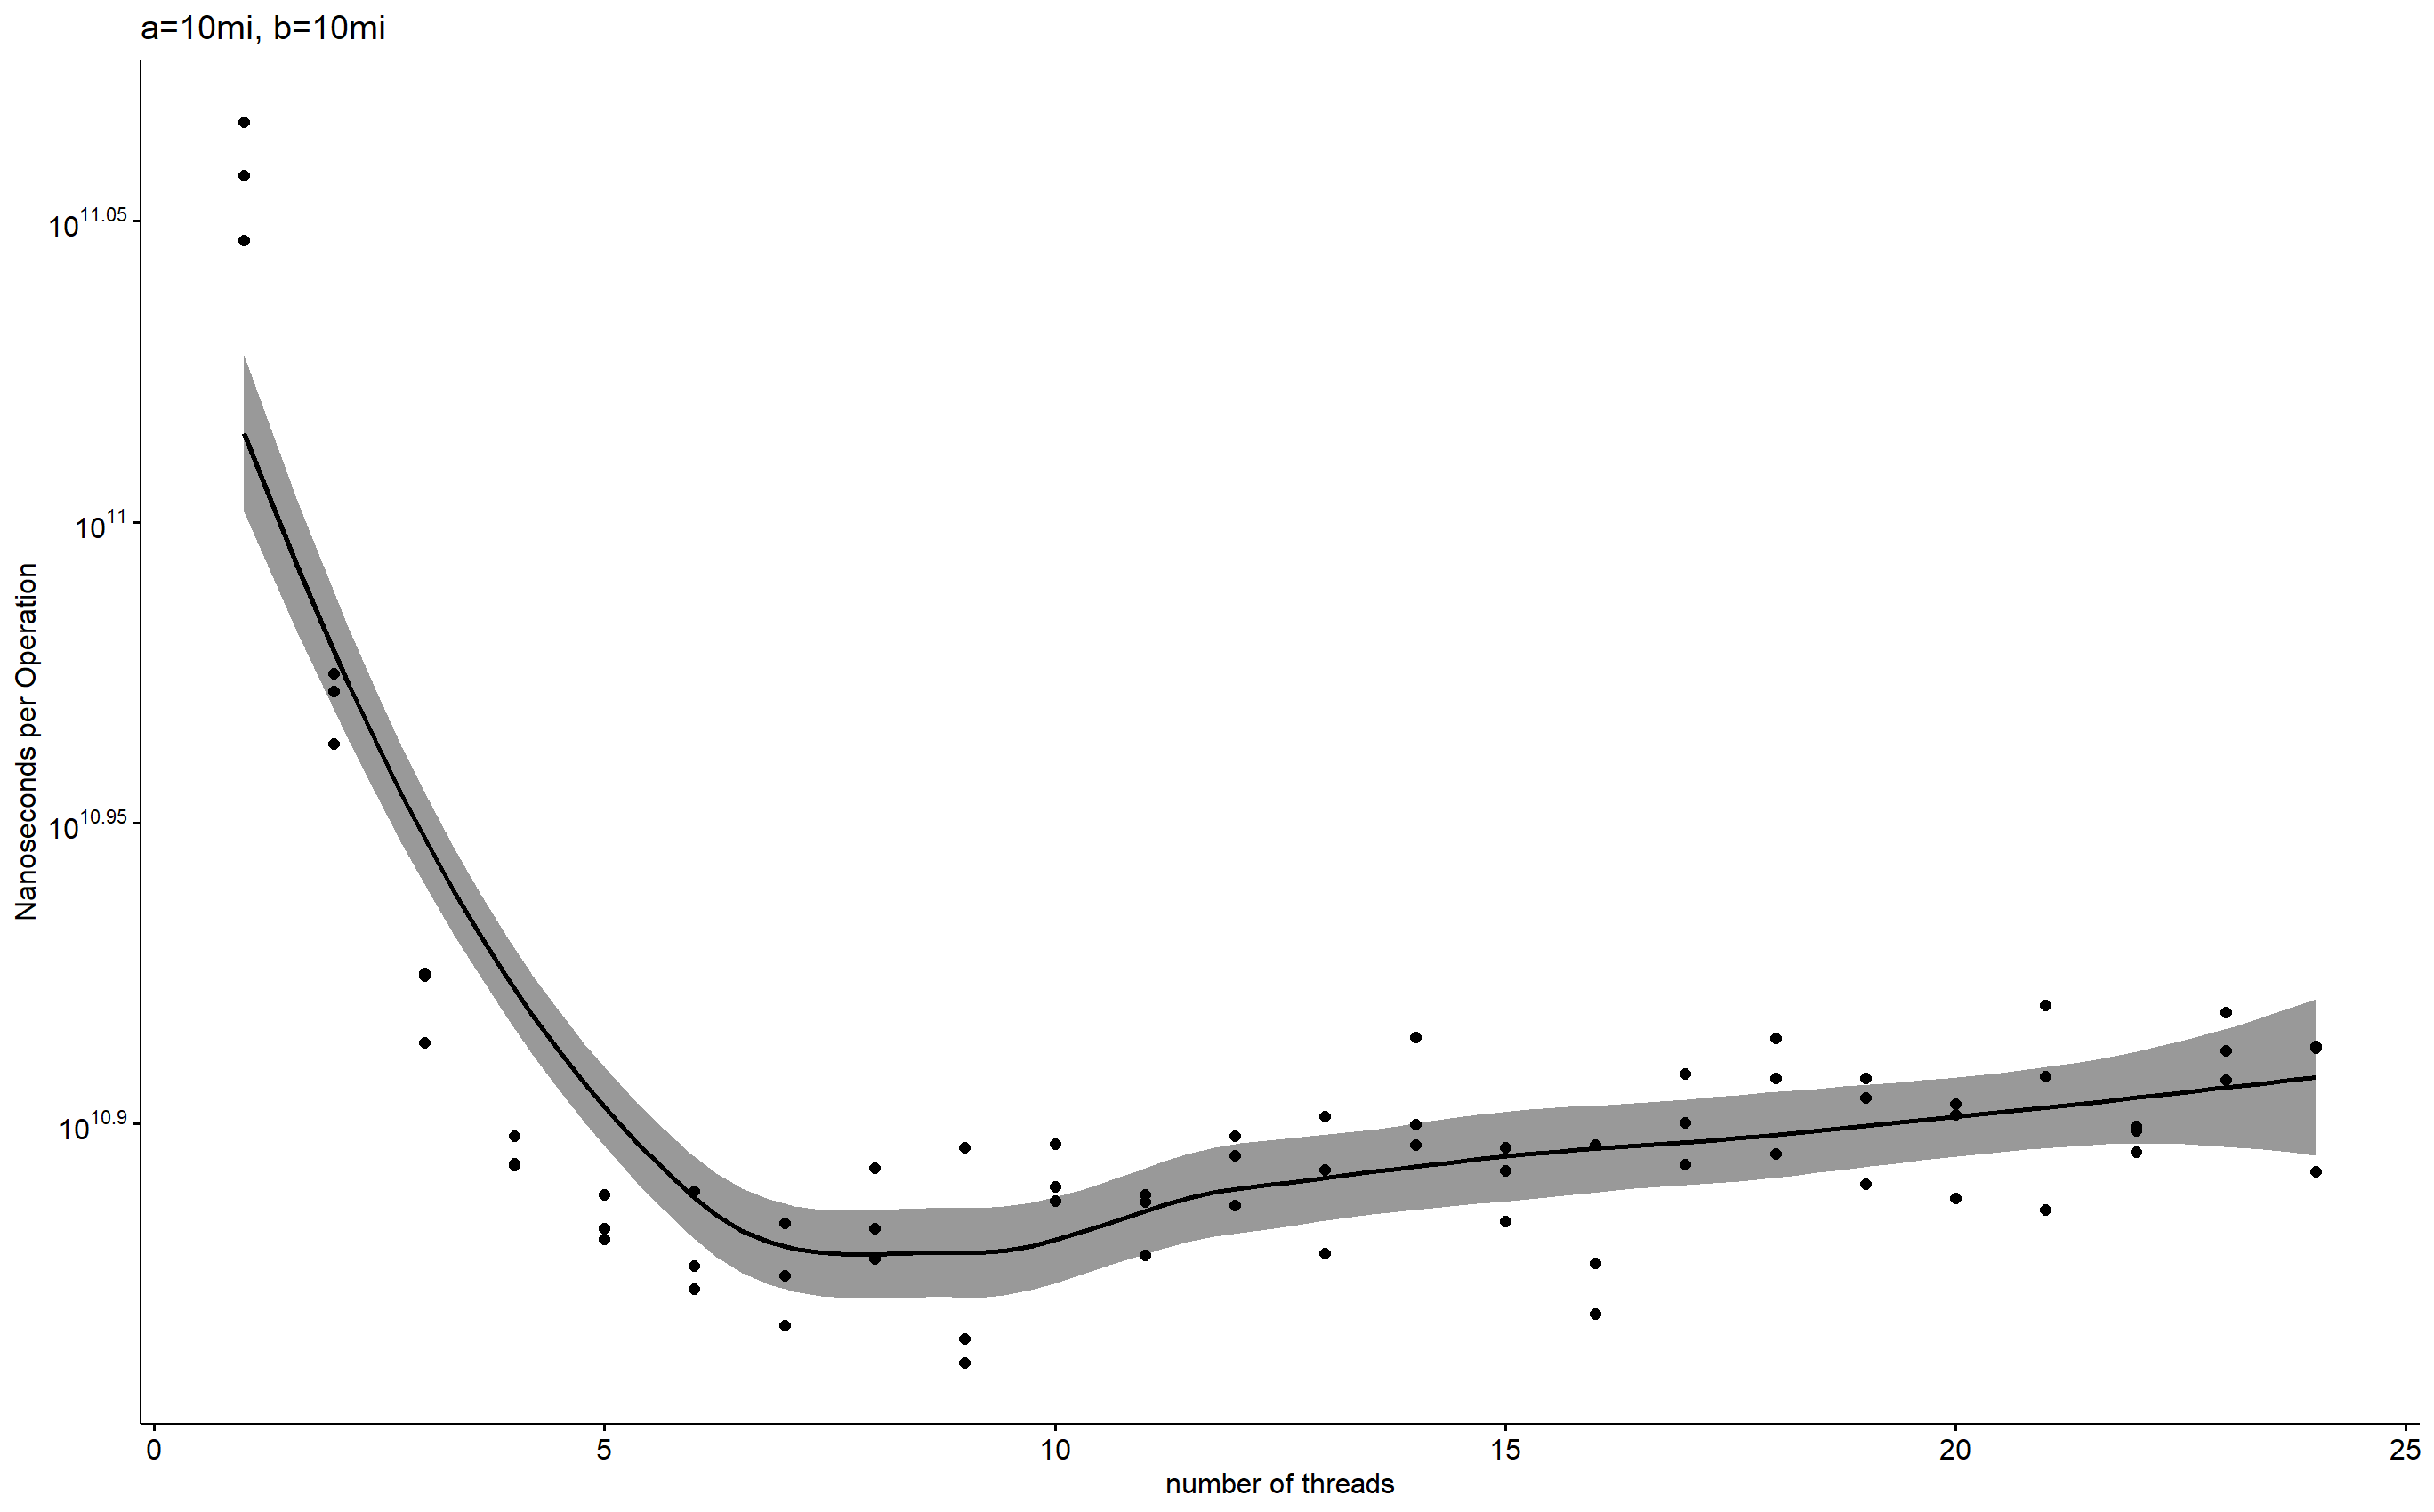 a=10mi, b=10mi
10^11.05
10^11
10^10.95
10^10.9
Nanoseconds per Operation
0 5 10 15 20 25
number of threads